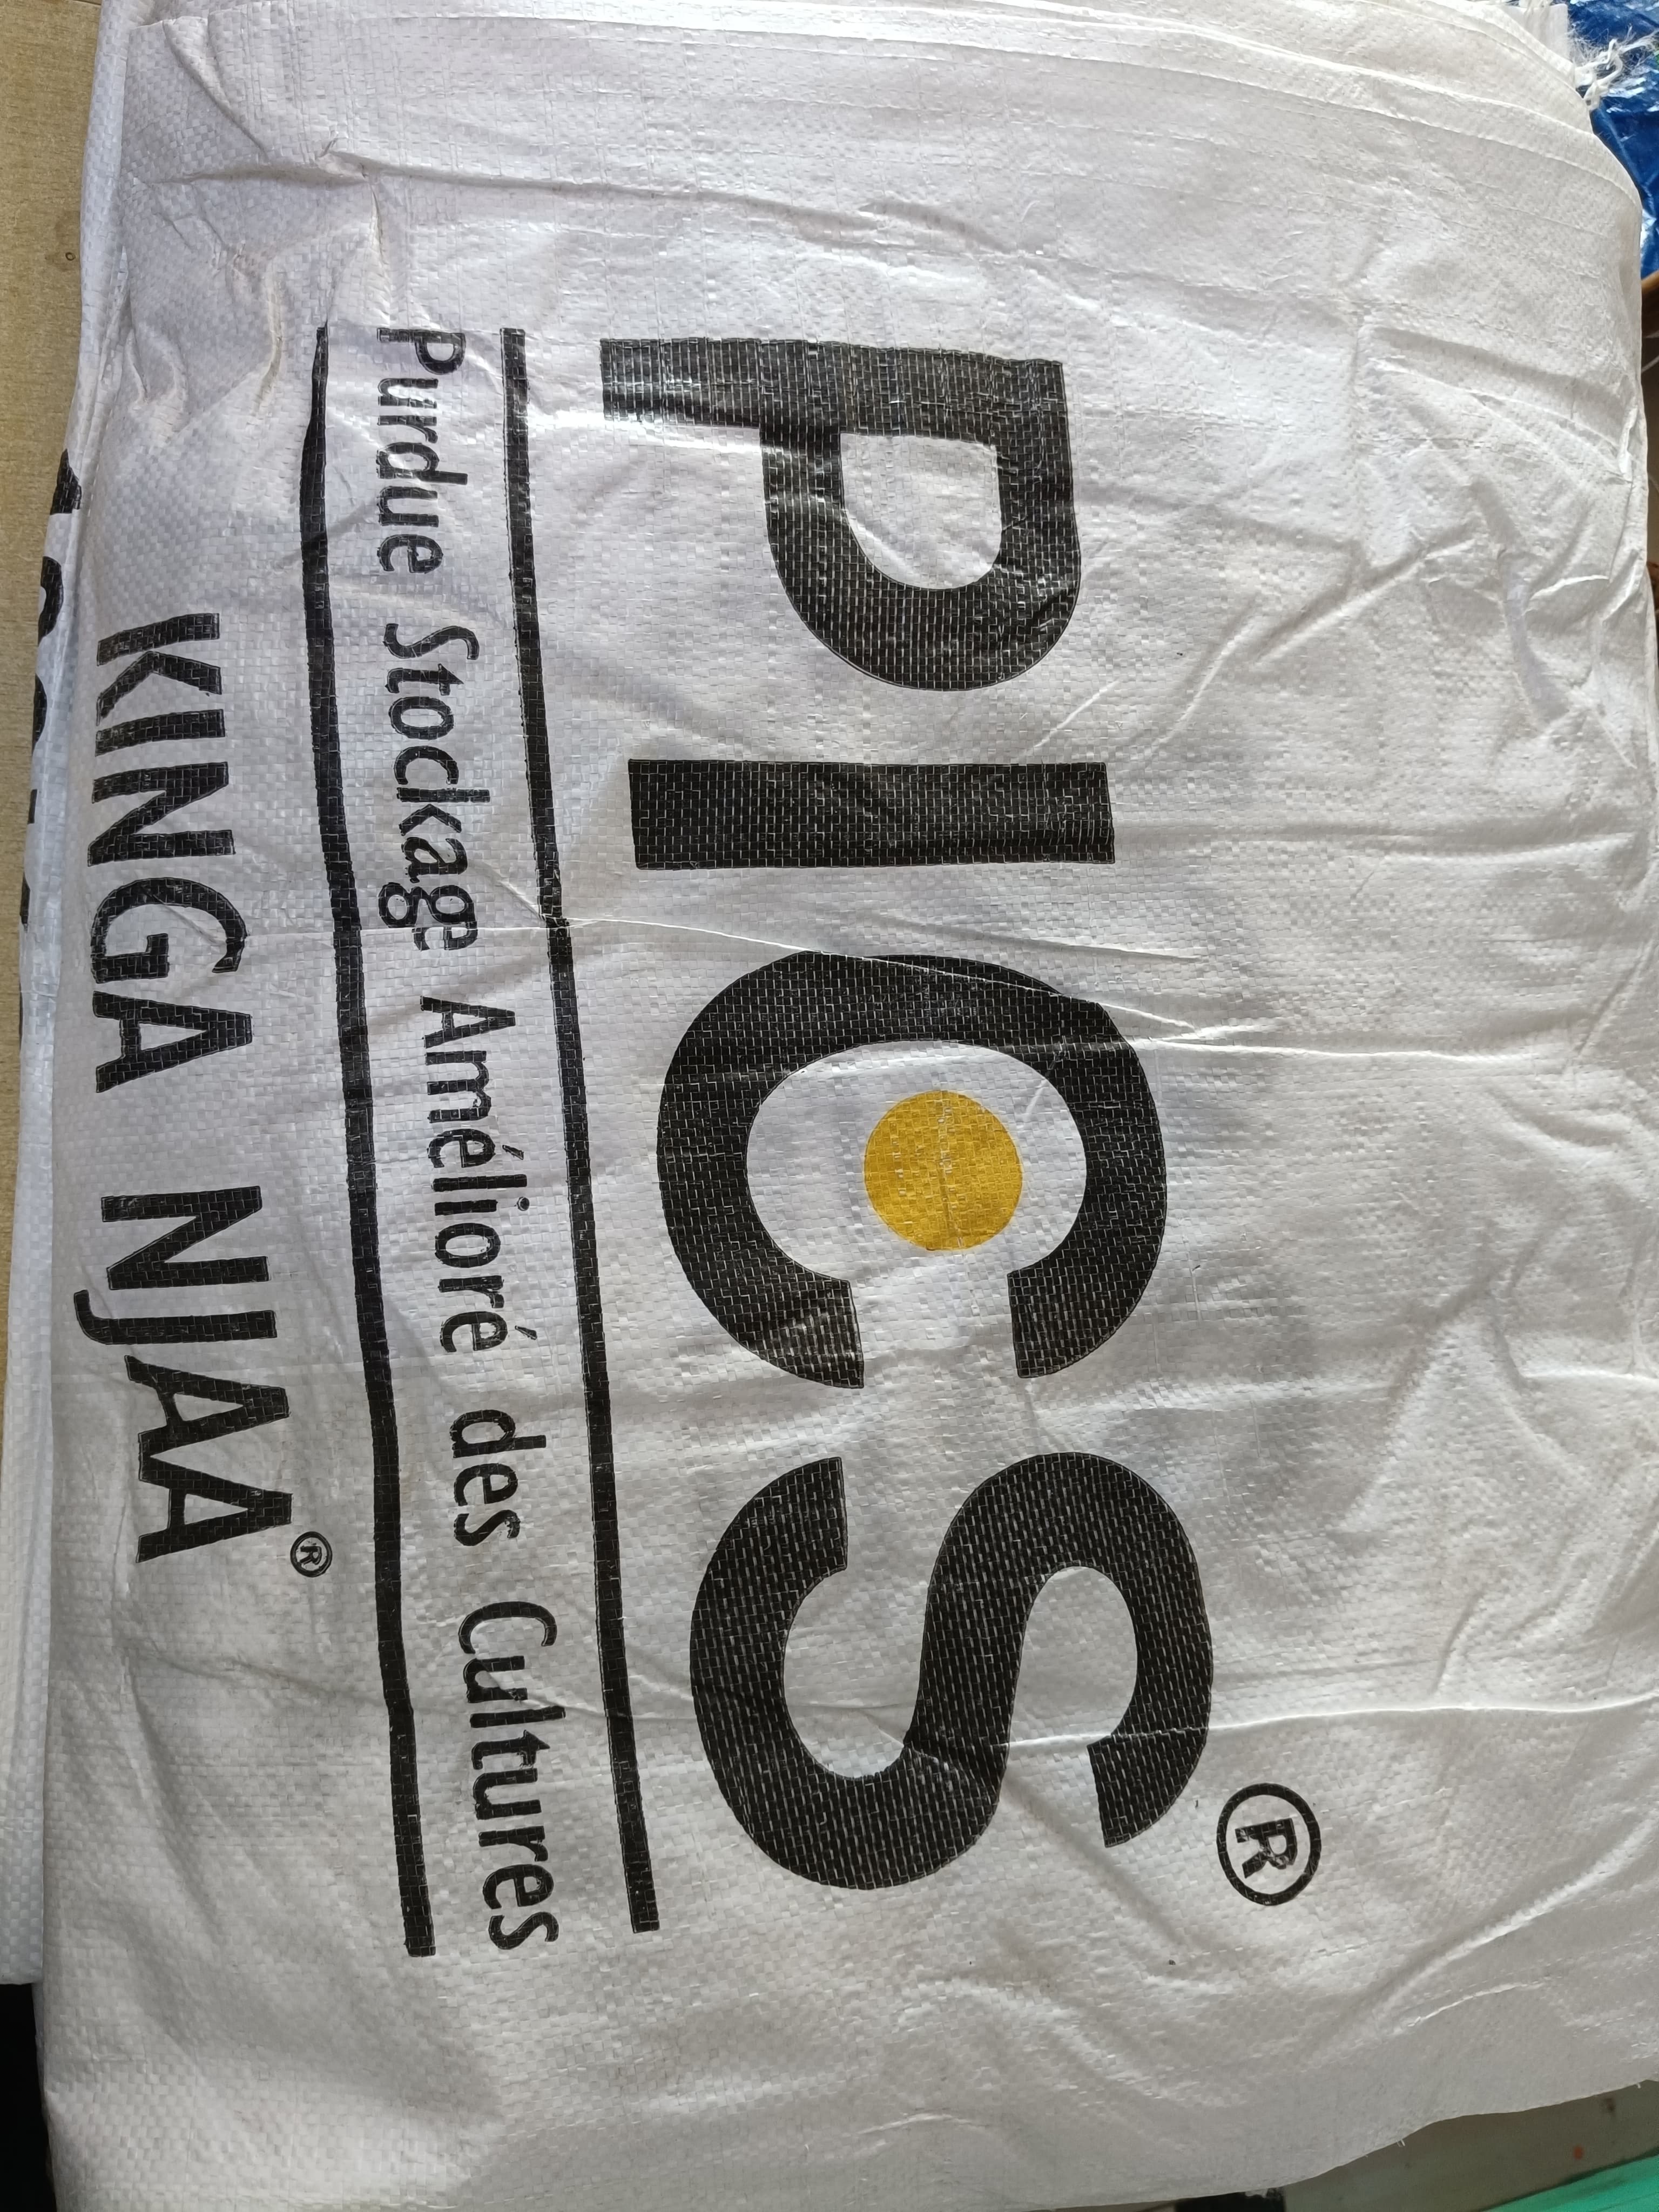 PICS®
Purdue Stockage Amélioré des Cultures
KINGA NJAA®